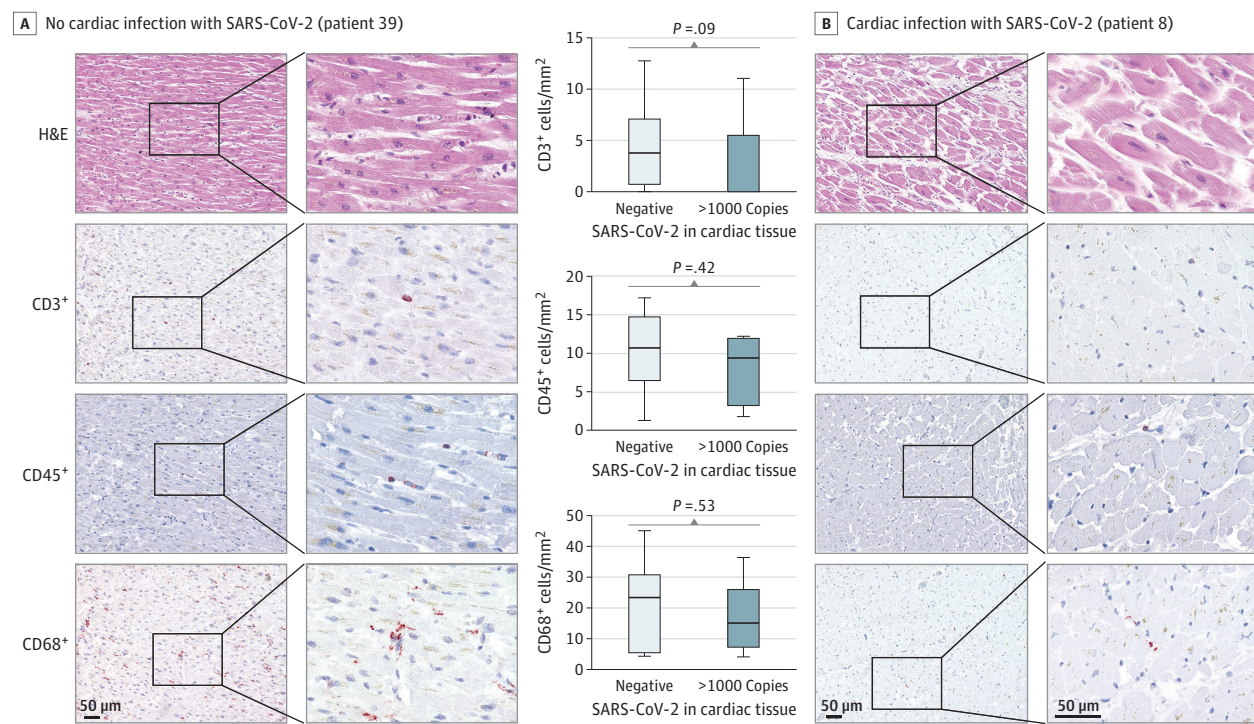 A No cardiac infection with SARS-CoV-2 (patient 39)
H&E
CD3+
CD45+
CD68+
50 µm
P = .09
15
10
5
0
CD3+ cells/mm2
Negative >1000 Copies
SARS-CoV-2 in cardiac tissue
P = .42
20
15
10
5
0
CD45+ cells/mm2
Negative >1000 Copies
SARS-CoV-2 in cardiac tissue
P = .53
50
40
30
20
10
0
CD68+ cells/mm2
Negative >1000 Copies
SARS-CoV-2 in cardiac tissue
B Cardiac infection with SARS-CoV-2 (patient 8)
50 µm
50 µm